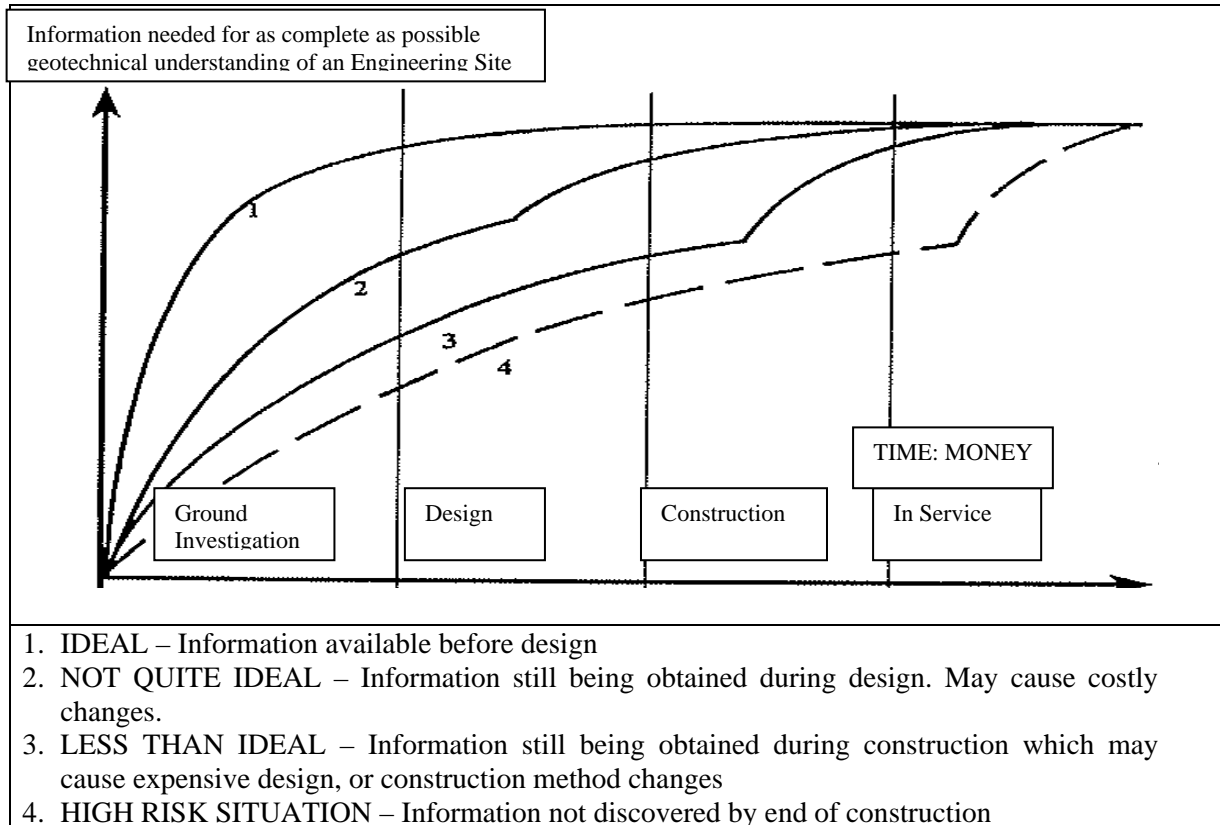 Information needed for as complete as possible
geotechnical understanding of an Engineering Site
1
2
3
4
TIME: MONEY
Ground
Investigation
Design
Construction
In Service
1. IDEAL – Information available before design
2. NOT QUITE IDEAL – Information still being obtained during design. May cause costly
changes.
3. LESS THAN IDEAL – Information still being obtained during construction which may
cause expensive design, or construction method changes
4. HIGH RISK SITUATION – Information not discovered by end of construction